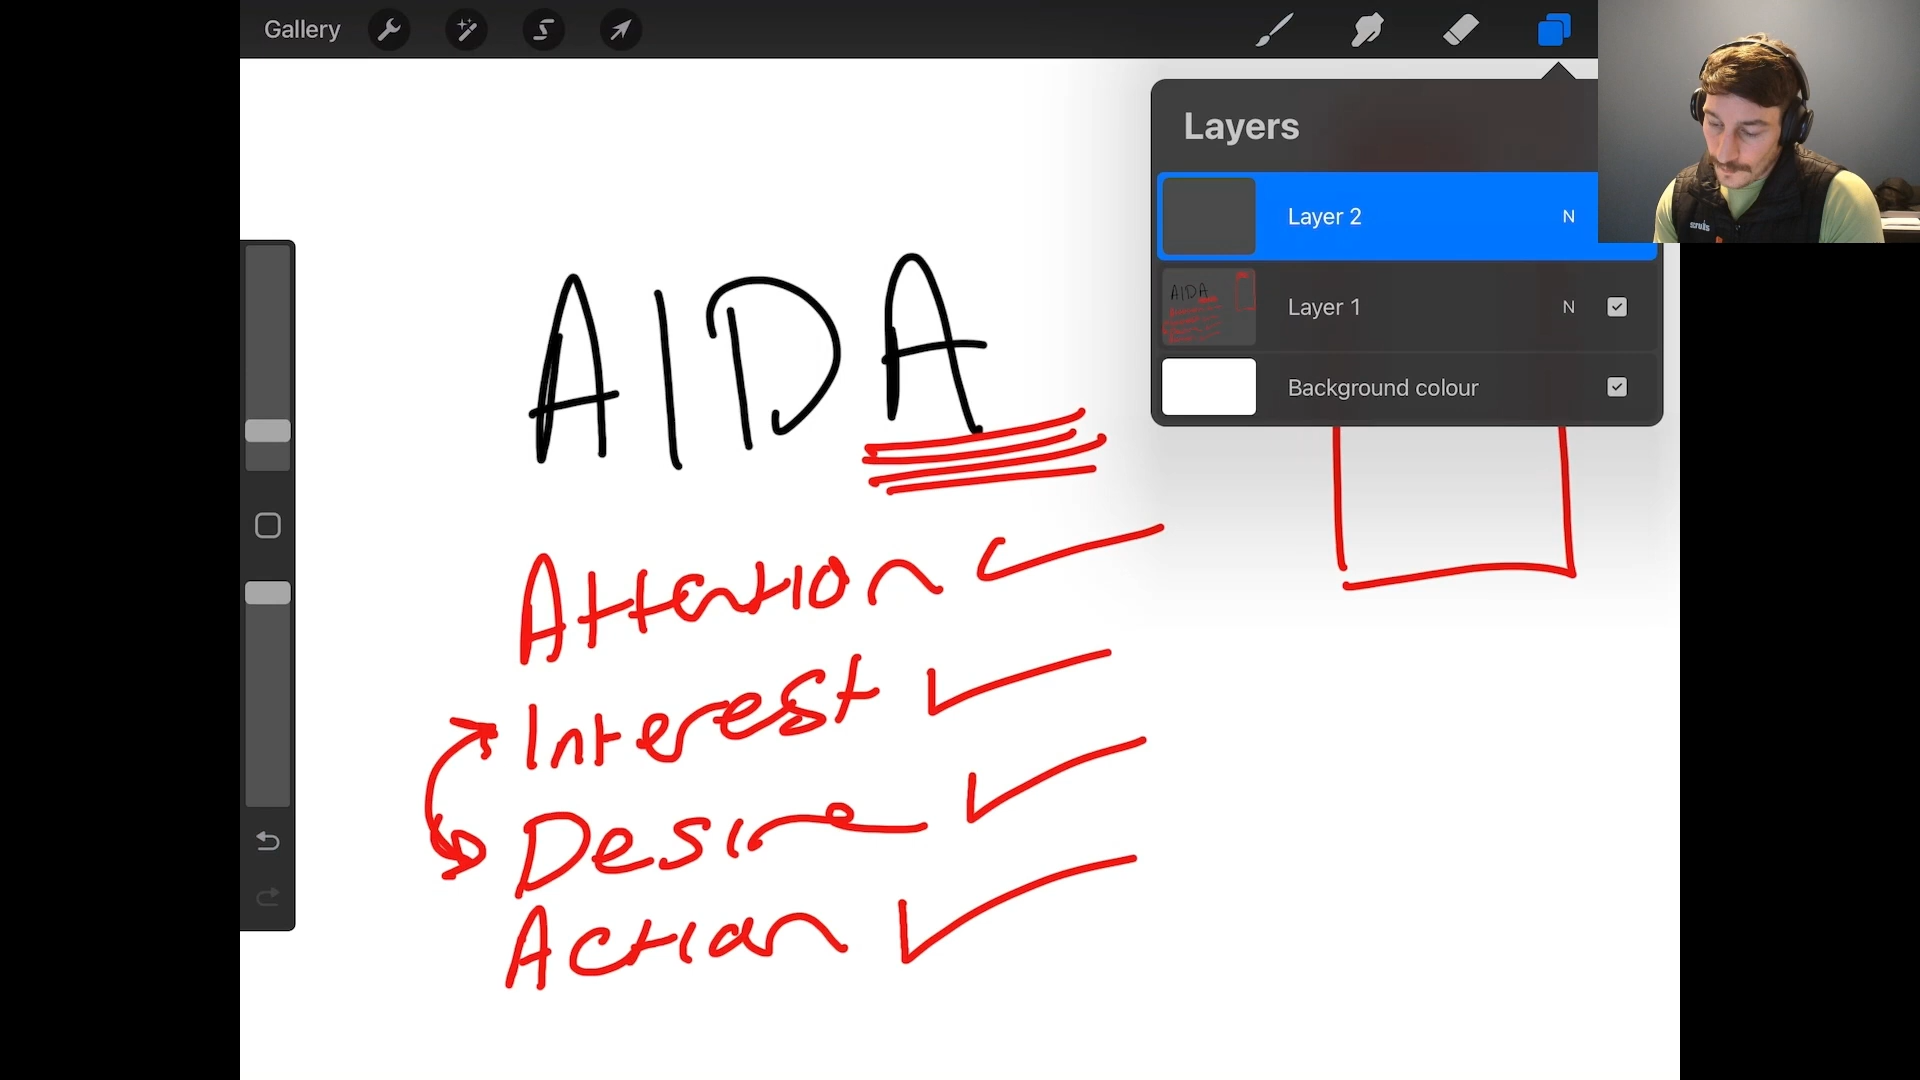 Gallery
Layers
Layer 2 N
Layer 1 N
Background colour
AIDA
Attention
Interest
Desire
Action